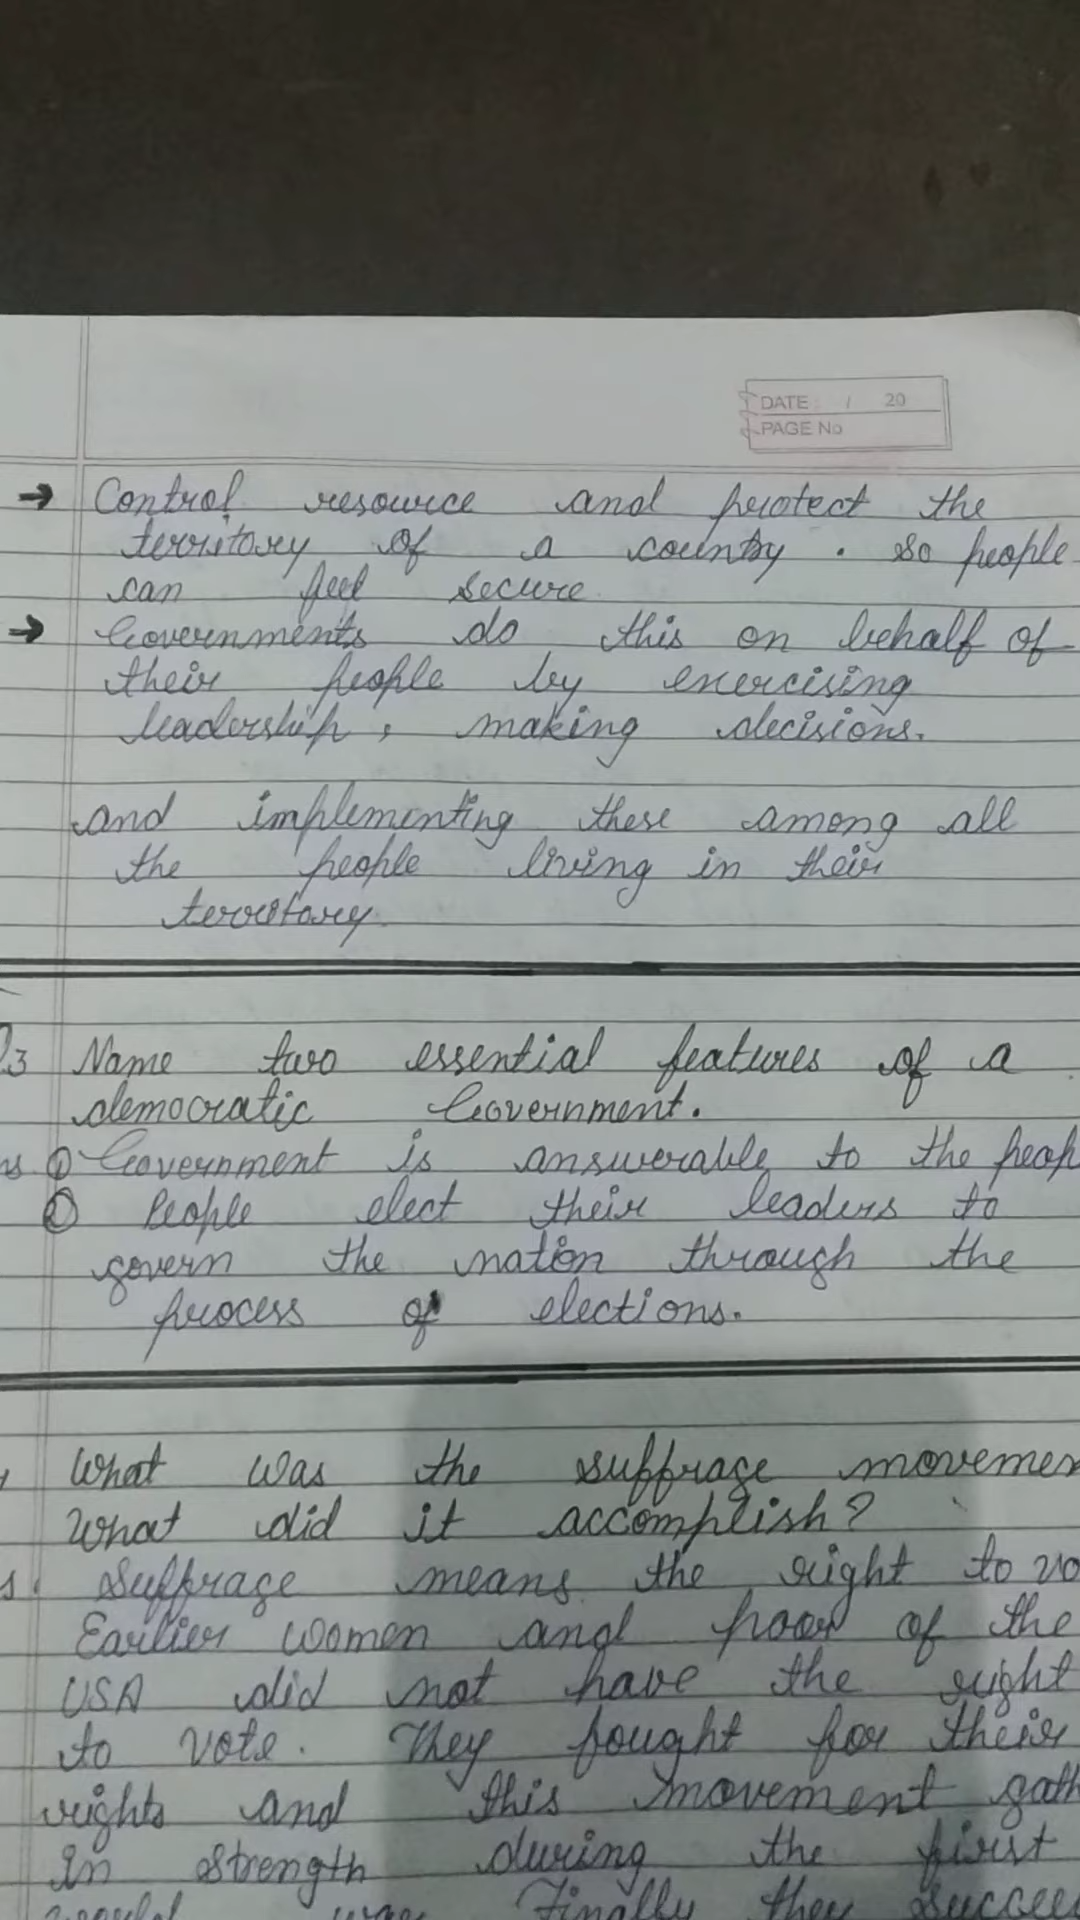 DATE / 20
PAGE No
→ Control resource and protect the
territory of a country. so people
can feel secure
→ Governments do this on behalf of
their people by exercising
leadership, making decisions.
and implementing these among all
the people living in their
territory.
3 Name two essential features of a
democratic Government.
① Government is answerable to the
② People elect their leaders to
govern the nation through the
process of elections.
What was the suffrage
What did it accomplish?
Suffrage means the right to
Earlier women and poor of the
USA did not have the right
to vote. They fought for their
rights and this movement
in strength during the first
Finally they